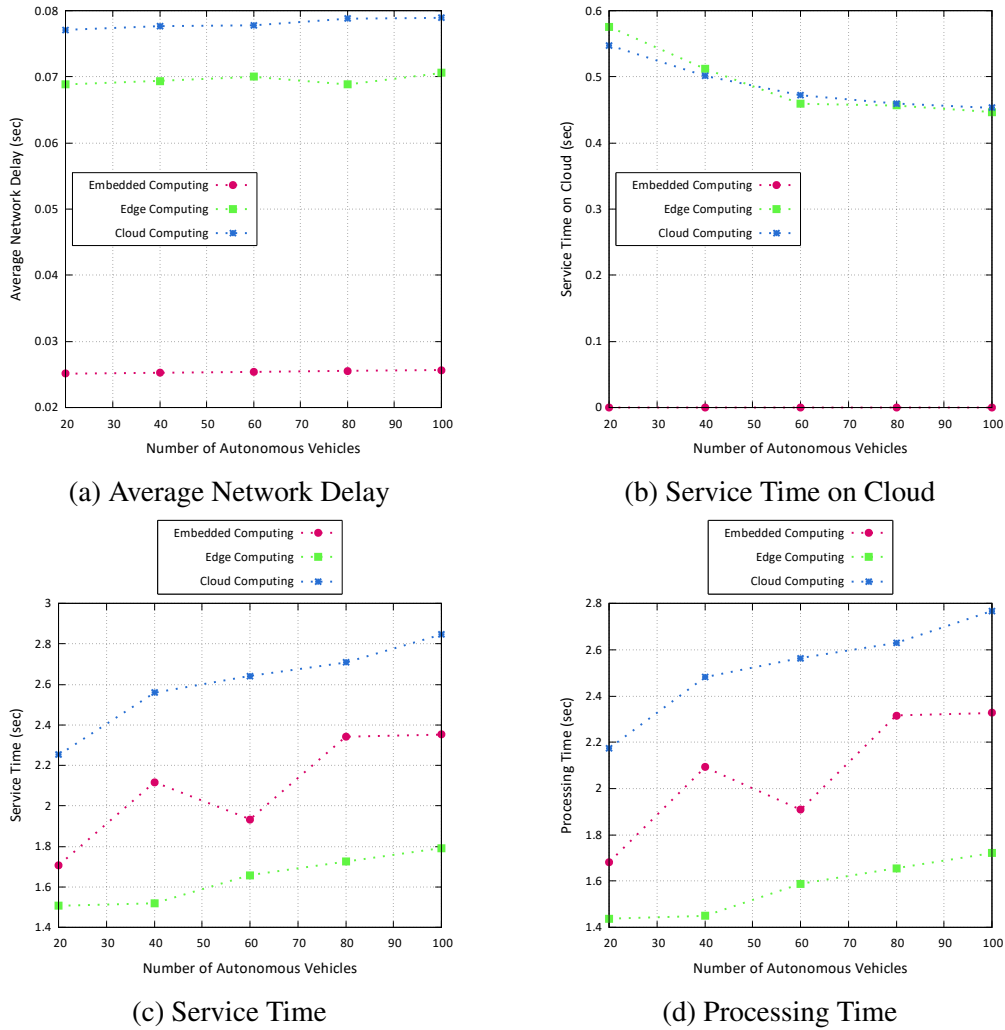 0.08
0.07
0.06
0.05
0.04
0.03
0.02
Average Network Delay (sec)
Embedded Computing
Edge Computing
Cloud Computing
20 30 40 50 60 70 80 90 100
Number of Autonomous Vehicles
(a) Average Network Delay
0.6
0.5
0.4
0.3
0.2
0.1
0
Service Time on Cloud (sec)
Embedded Computing
Edge Computing
Cloud Computing
20 30 40 50 60 70 80 90 100
Number of Autonomous Vehicles
(b) Service Time on Cloud
Embedded Computing
Edge Computing
Cloud Computing
3
2.8
2.6
2.4
2.2
2
1.8
1.6
1.4
Service Time (sec)
20 30 40 50 60 70 80 90 100
Number of Autonomous Vehicles
(c) Service Time
Embedded Computing
Edge Computing
Cloud Computing
2.8
2.6
2.4
2.2
2
1.8
1.6
1.4
Processing Time (sec)
20 30 40 50 60 70 80 90 100
Number of Autonomous Vehicles
(d) Processing Time